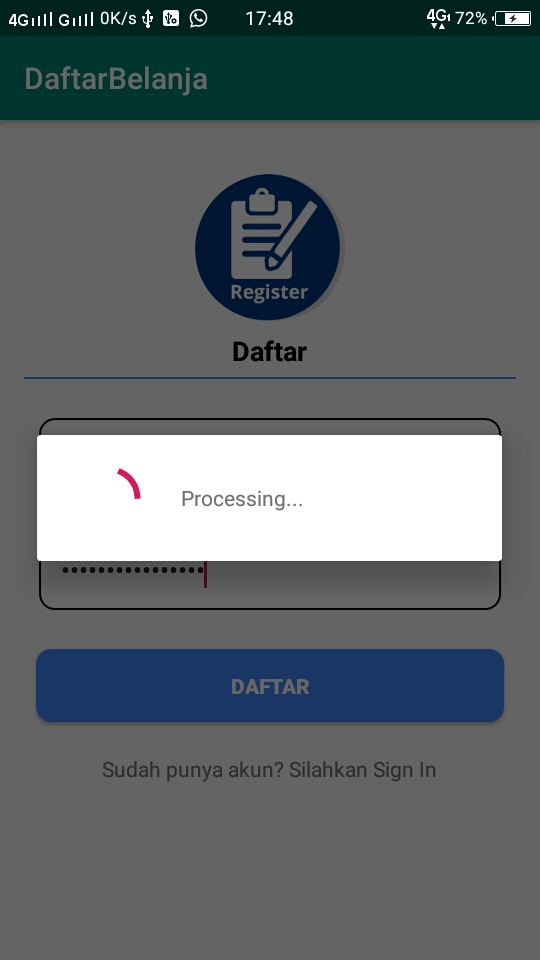 4G G 0K/s 17:48 4G 72%
DaftarBelanja
Register
Daftar
Processing...
••••••••••••••••
DAFTAR
Sudah punya akun? Silahkan Sign In